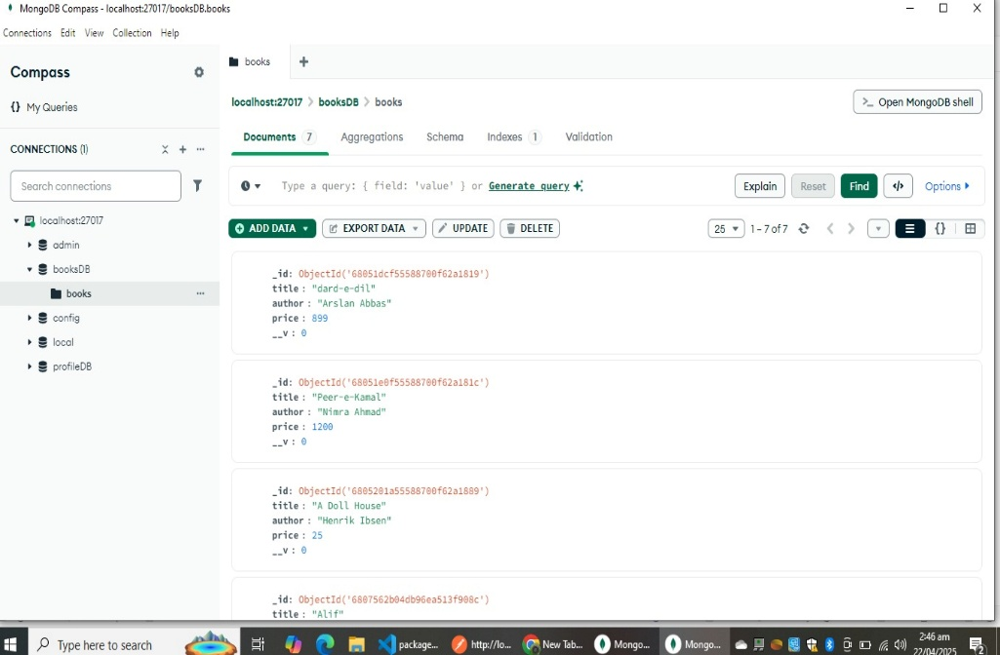 MongoDB Compass - localhost:27017/booksDB.books
Connections Edit View Collection Help
Compass
{} My Queries
CONNECTIONS (1)
Search connections
localhost:27017
admin
booksDB
books
config
local
profileDB
books
localhost:27017 > booksDB > books
>_ Open MongoDB shell
Documents 7 Aggregations Schema Indexes 1 Validation
Type a query: { field: 'value' } or Generate query
Explain Reset Find </> Options
ADD DATA EXPORT DATA UPDATE DELETE 25 1 - 7 of 7 {}
_id: ObjectId('68051dcf55588700f62a1819')
title : "dard-e-dil"
author : "Arslan Abbas"
price : 899
__v : 0
_id: ObjectId('68051e0f55588700f62a181c')
title : "Peer-e-Kamal"
author : "Nimra Ahmad"
price : 1200
__v : 0
_id: ObjectId('6805201a55588700f62a1889')
title : "A Doll House"
author : "Henrik Ibsen"
price : 25
__v : 0
_id: ObjectId('6807562b04db96ea513f908c')
title : "Alif"
Type here to search
package...
http://lo...
New Tab...
Mongo...
Mongo...
2:46 am
22/04/2025